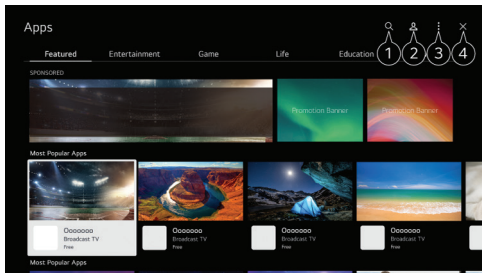 Apps
Featured Entertainment Game Life Education
1 2 3 4
SPONSORED
Promotion Banner Promotion Banner
Most Popular Apps
Ooooooo Ooooooo Ooooooo Ooooooo
Broadcast TV Broadcast TV Broadcast TV Broadcast TV
Free Free Free Free
Most Popular Apps